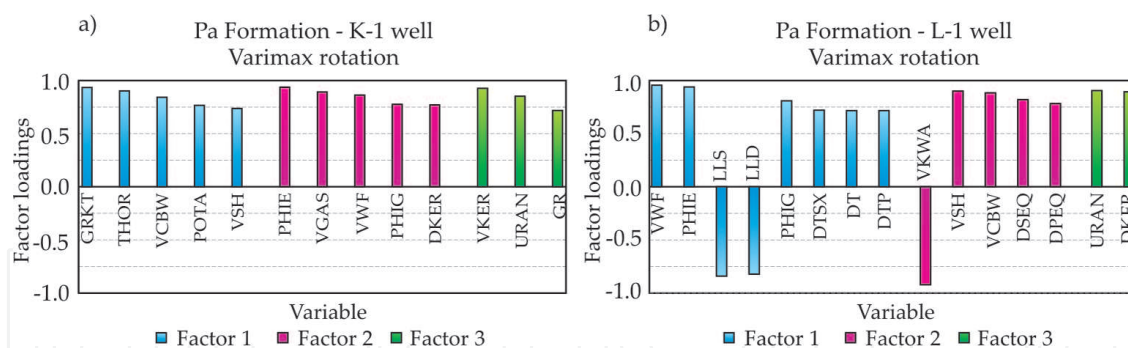 a)
Pa Formation - K-1 well
Varimax rotation
Factor loadings
1.0
0.5
0.0
-0.5
-1.0
GRKT
THOR
VCBW
POTA
VSH
PHIE
VGAS
VWF
PHIG
DKER
VKER
URAN
GR
Variable
Factor 1
Factor 2
Factor 3
b)
Pa Formation - L-1 well
Varimax rotation
Factor loadings
1.0
0.5
0.0
-0.5
-1.0
VWF
PHIE
LLS
LLD
PHIG
DTSX
DT
DTP
VKWA
VSH
VCBW
DSEQ
DPEQ
URAN
DKER
Variable
Factor 1
Factor 2
Factor 3